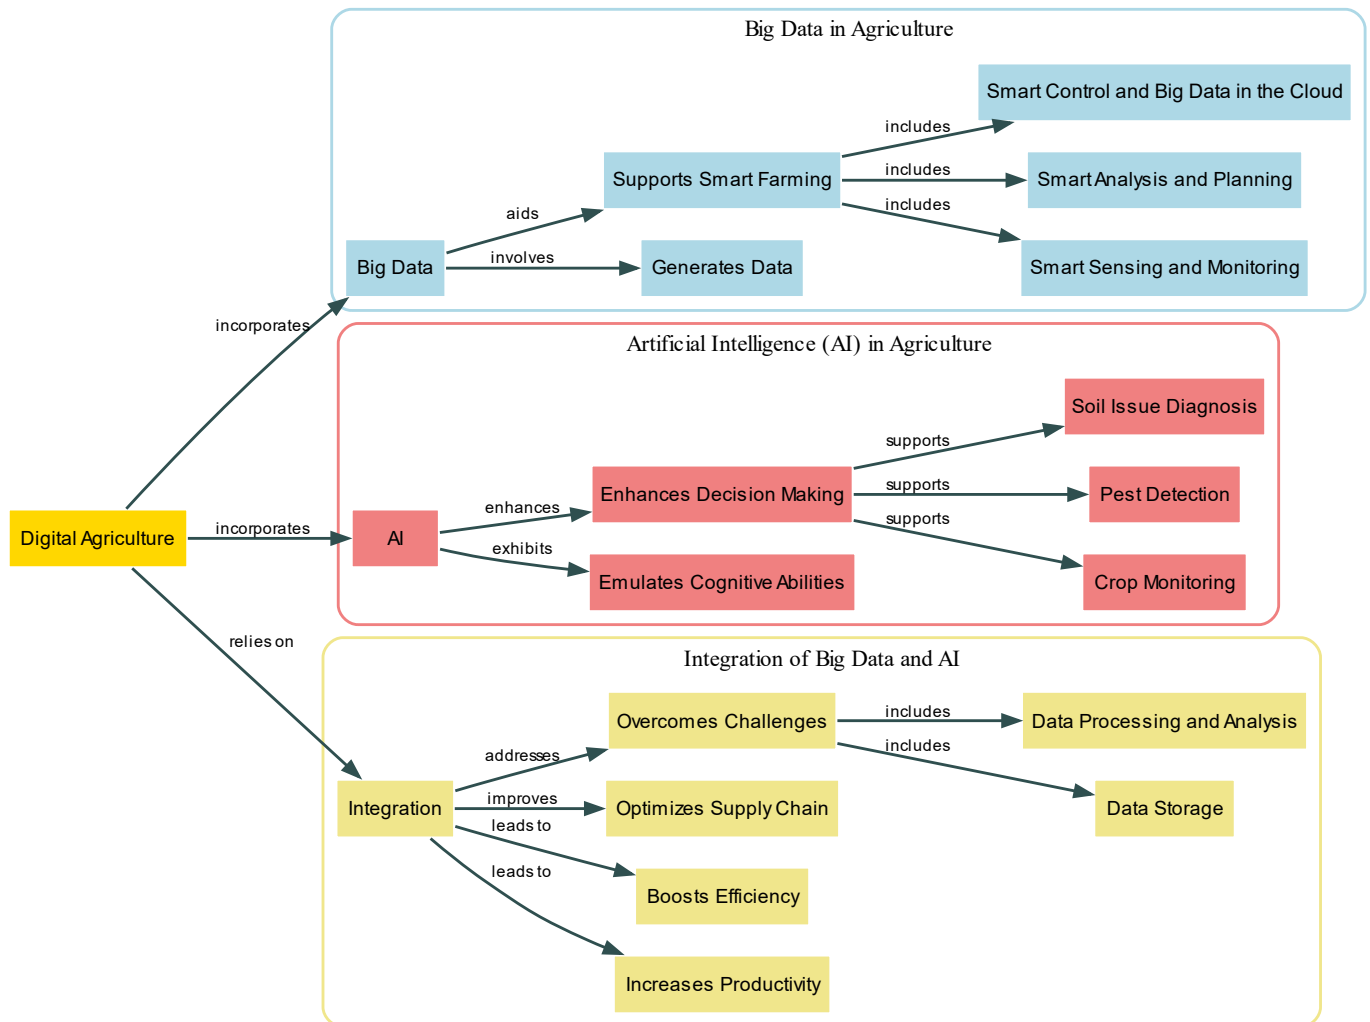 Big Data in Agriculture
Smart Control and Big Data in the Cloud
includes
Supports Smart Farming
includes
Smart Analysis and Planning
includes
aids
Big Data
involves
Generates Data
Smart Sensing and Monitoring
incorporates
Artificial Intelligence (AI) in Agriculture
Soil Issue Diagnosis
supports
Enhances Decision Making
supports
Pest Detection
enhances
supports
Digital Agriculture
incorporates
AI
exhibits
Emulates Cognitive Abilities
Crop Monitoring
relies on
Integration of Big Data and AI
Overcomes Challenges
includes
Data Processing and Analysis
includes
addresses
Integration
improves
Optimizes Supply Chain
Data Storage
leads to
Boosts Efficiency
leads to
Increases Productivity